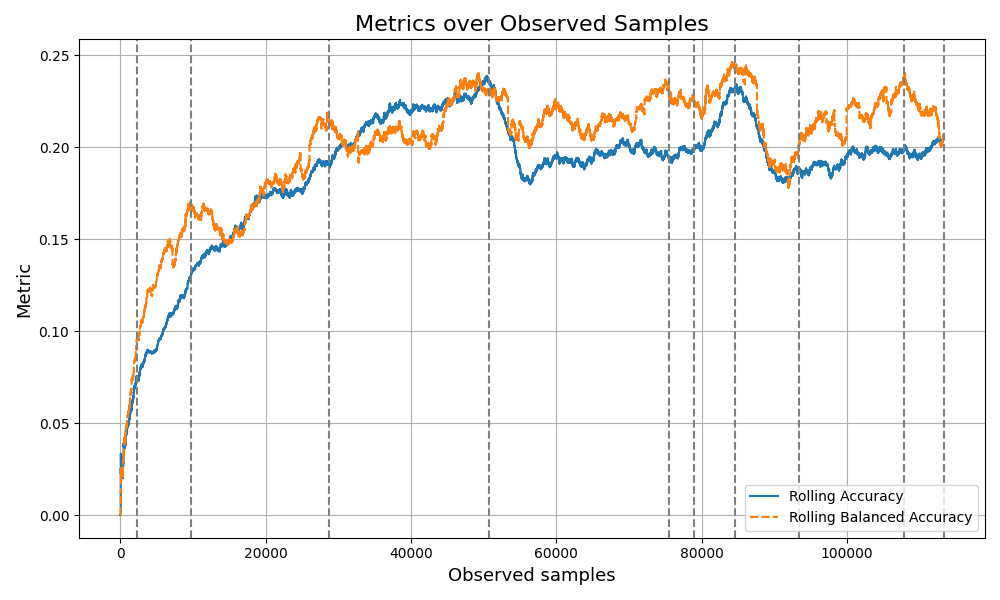 Metrics over Observed Samples
Metric
0.25
0.20
0.15
0.10
0.05
0.00
0
20000
40000
60000
80000
100000
Observed samples
Rolling Accuracy
Rolling Balanced Accuracy